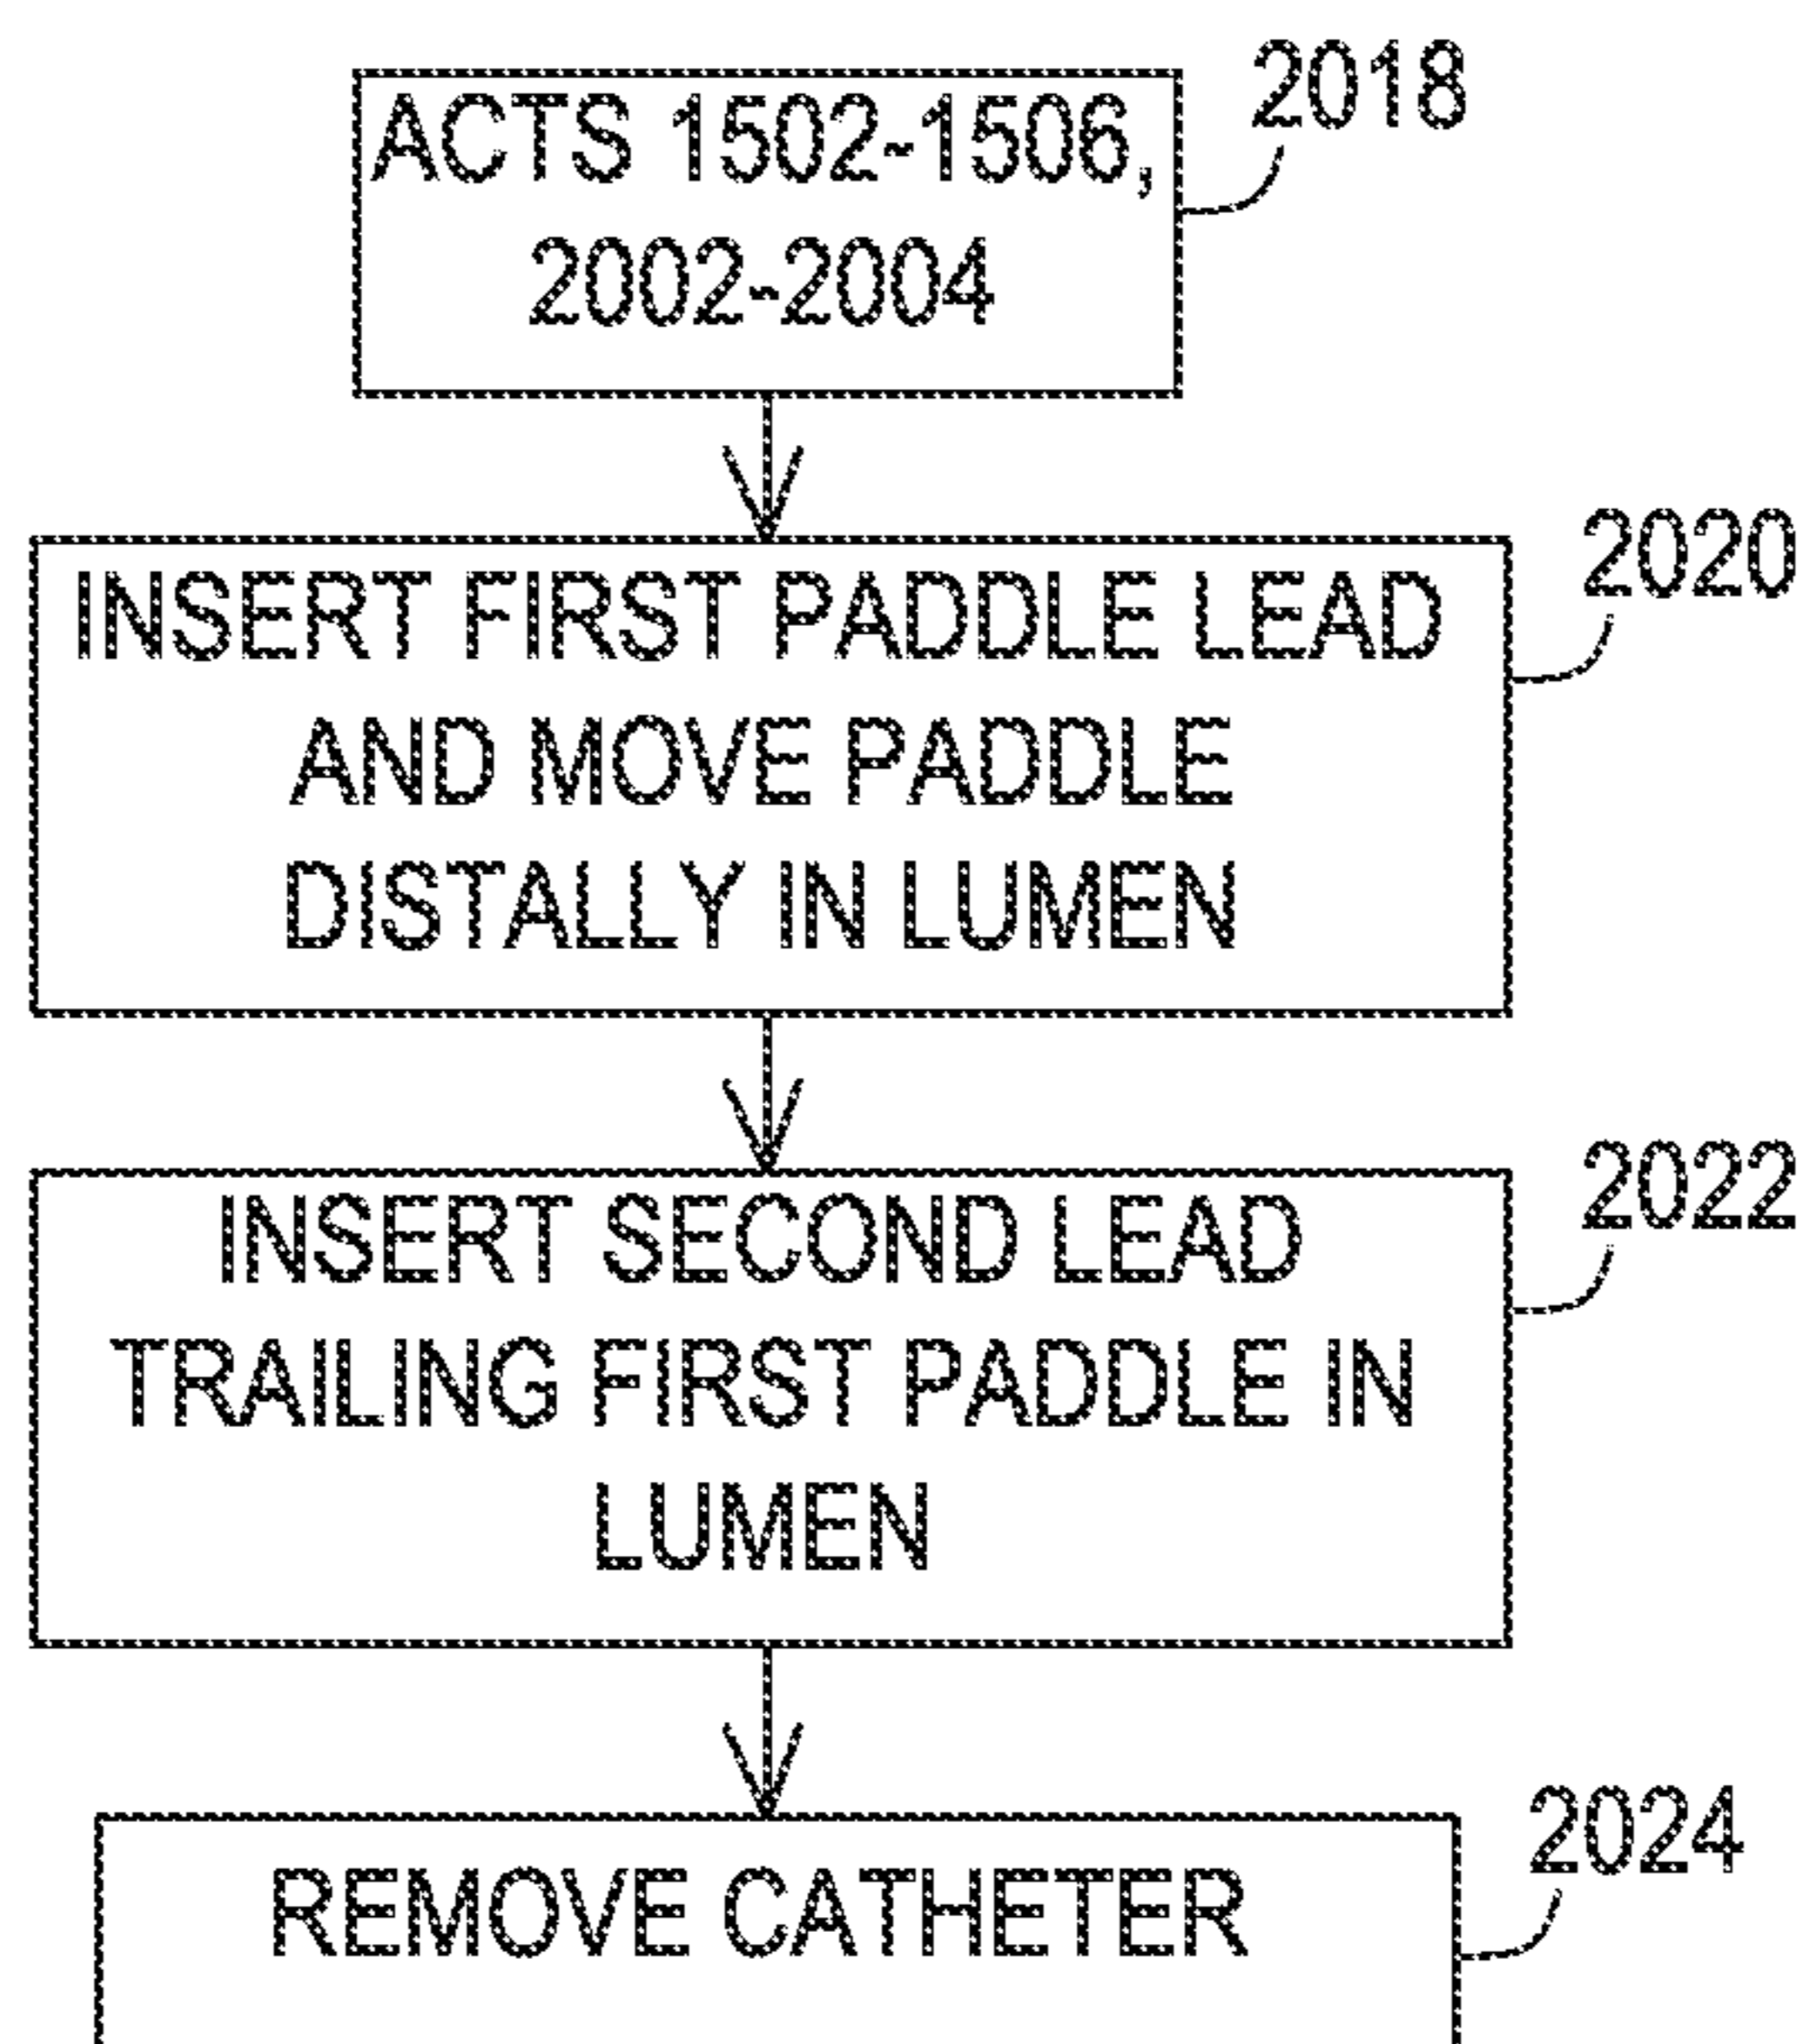 2018
ACTS 1502-1506,
2002-2004
2020
INSERT FIRST PADDLE LEAD
AND MOVE PADDLE
DISTALLY IN LUMEN
2022
INSERT SECOND LEAD
TRAILING FIRST PADDLE IN
LUMEN
2024
REMOVE CATHETER